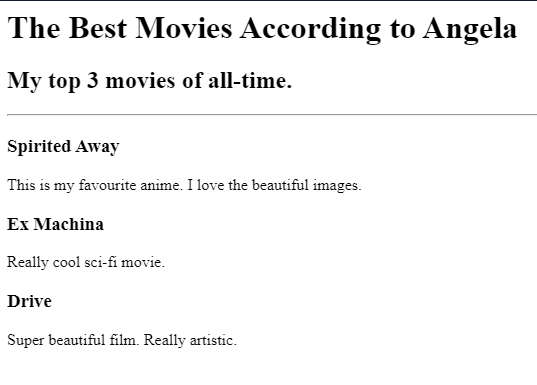 The Best Movies According to Angela
My top 3 movies of all-time.
Spirited Away
This is my favourite anime. I love the beautiful images.
Ex Machina
Really cool sci-fi movie.
Drive
Super beautiful film. Really artistic.